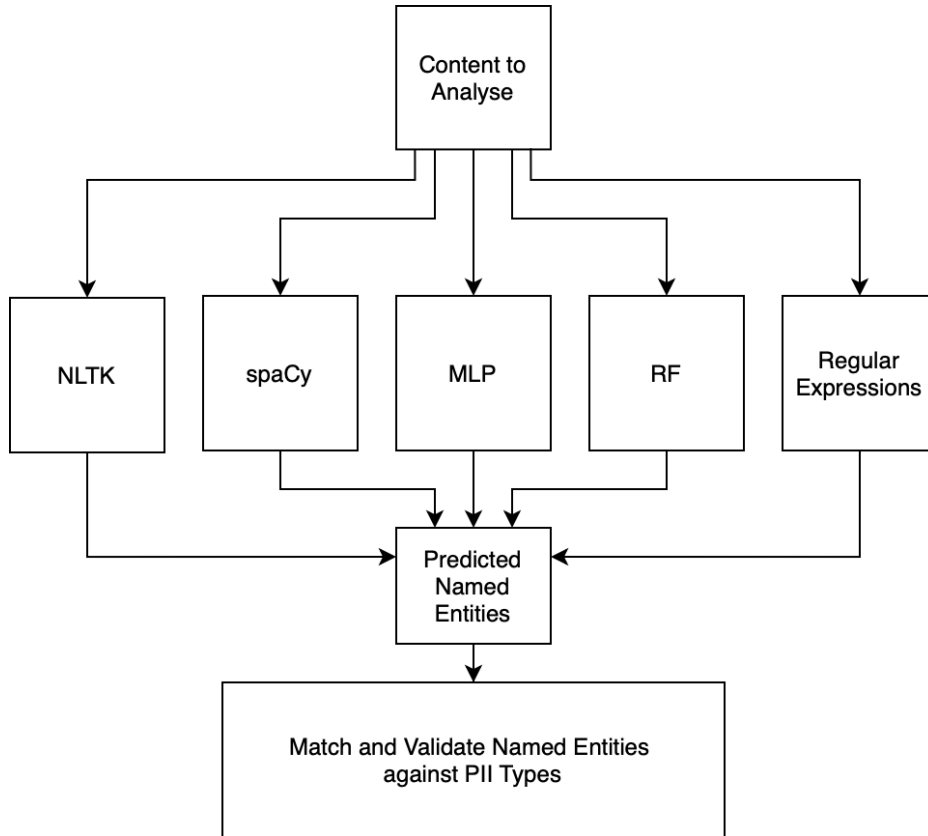 Content to
Analyse
NLTK
spaCy
MLP
RF
Regular
Expressions
Predicted
Named
Entities
Match and Validate Named Entities
against PII Types